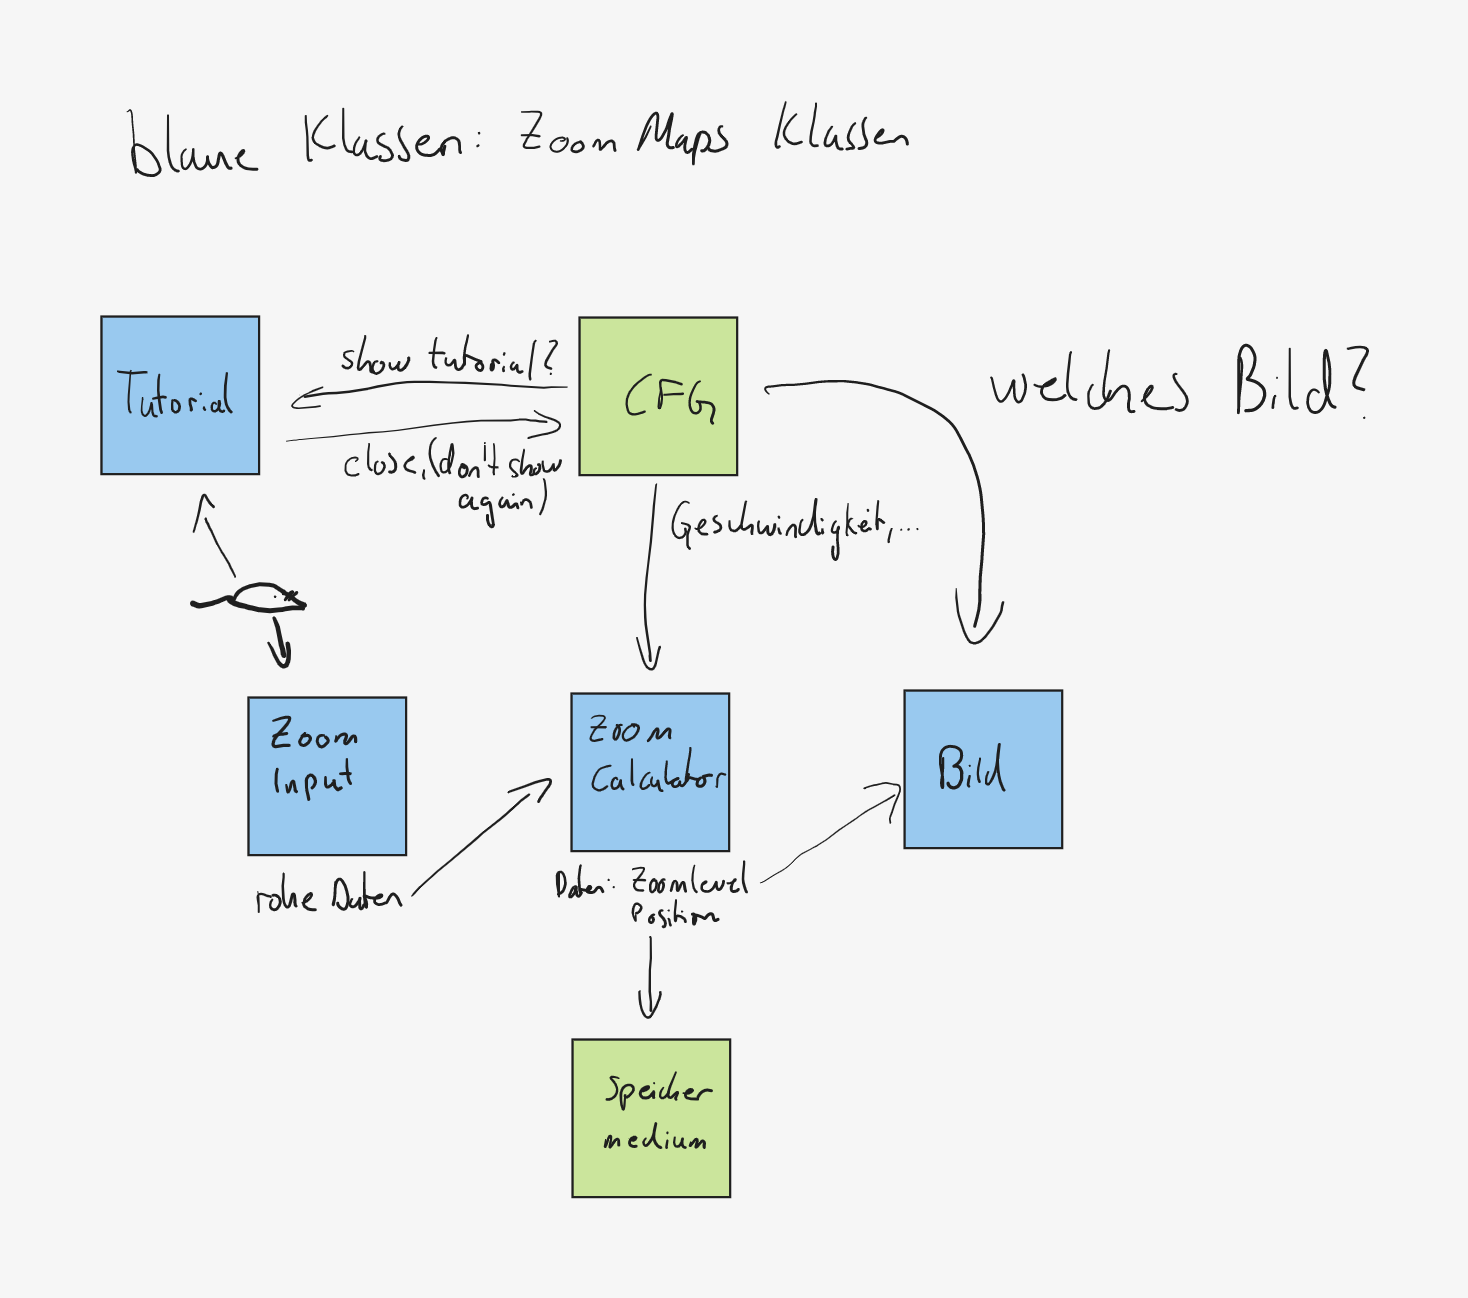 blaue Klassen: Zoom Maps Klassen
Tutorial
show tutorial?
close,(don't show
again)
CFG
welches Bild?
Geschwindigkeit,...
Zoom
Input
rohe Daten
Zoom
Calculator
Daten: Zoomlevel
Position
Bild
Speicher
medium